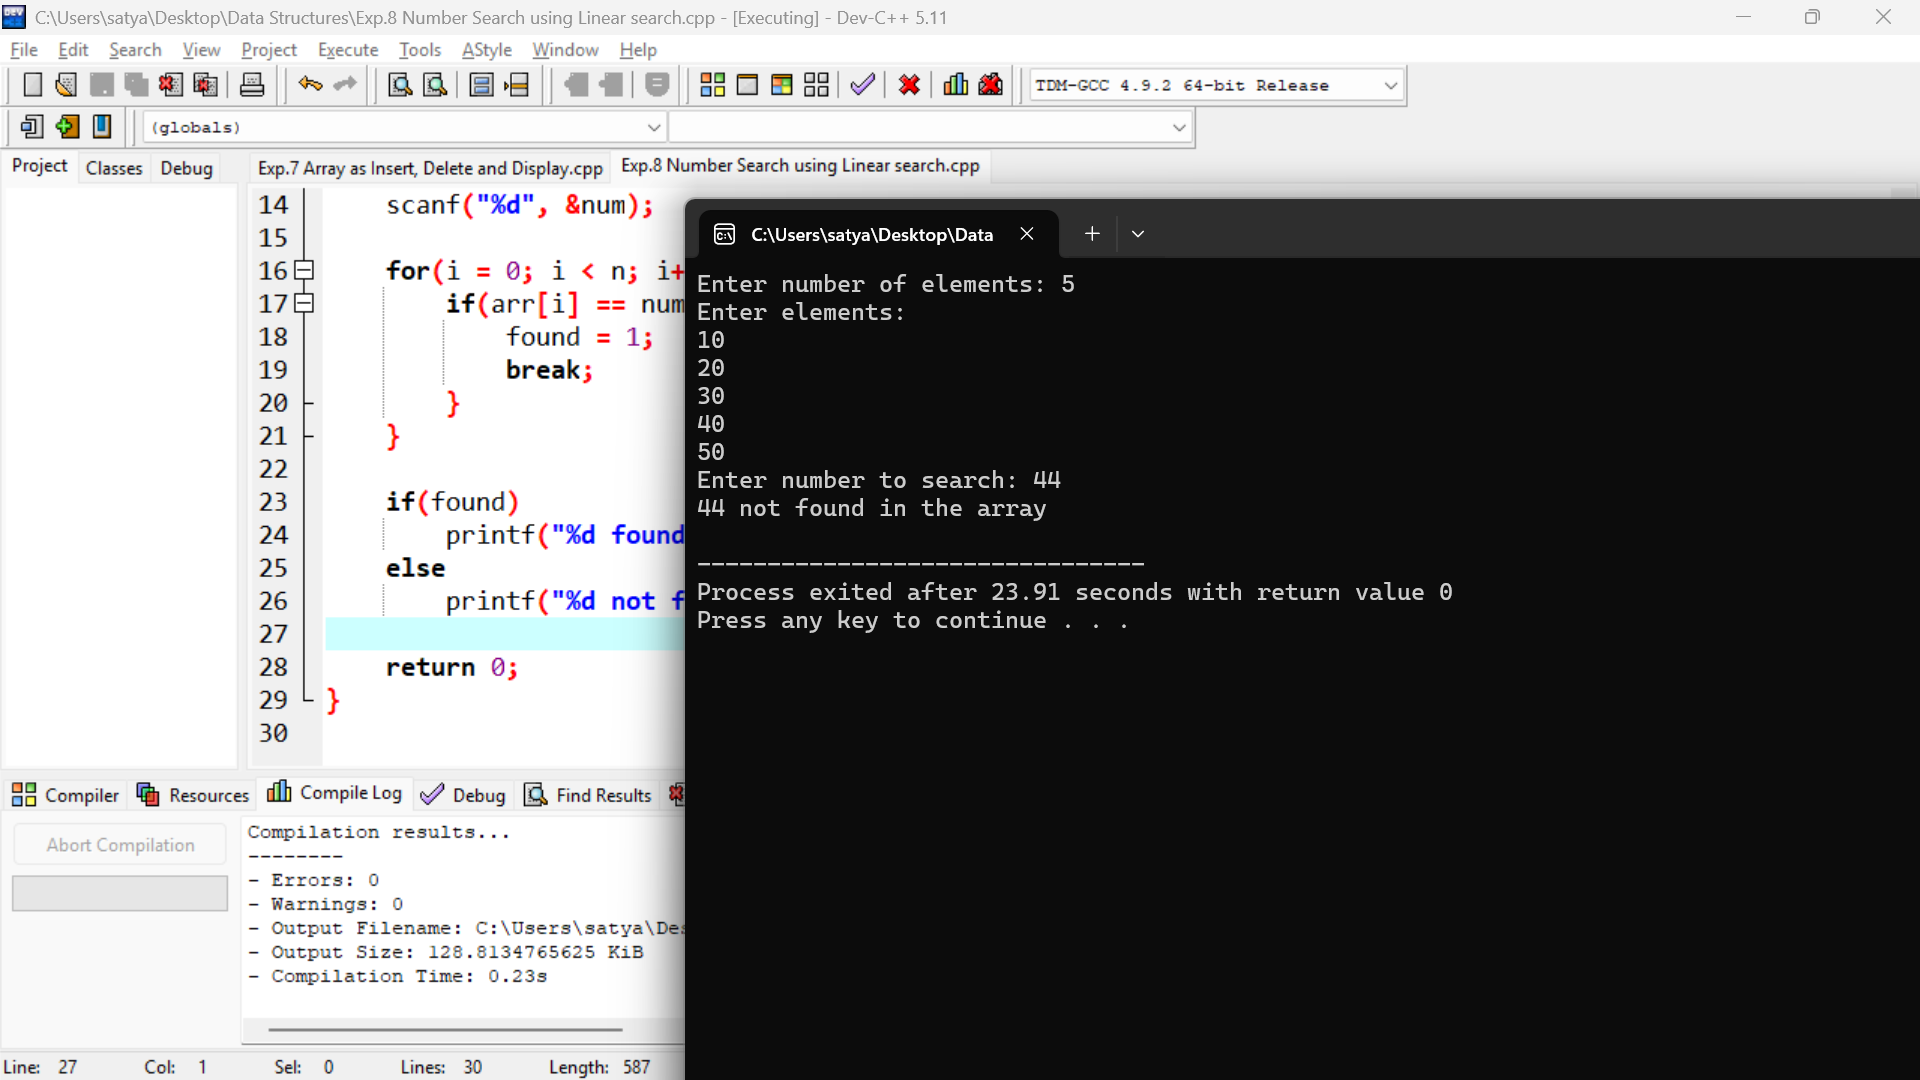 C:\Users\satya\Desktop\Data Structures\Exp.8 Number Search using Linear search.cpp - [Executing] - Dev-C++ 5.11
File Edit Search View Project Execute Tools AStyle Window Help
TDM-GCC 4.9.2 64-bit Release
(globals)
Project Classes Debug
Exp.7 Array as Insert, Delete and Display.cpp Exp.8 Number Search using Linear search.cpp
14 scanf("%d", &num);
15
16 for(i = 0; i < n; i+
17 if(arr[i] == num
18 found = 1;
19 break;
20 }
21 }
22
23 if(found)
24 printf("%d found
25 else
26 printf("%d not f
27
28 return 0;
29 }
30
C:\Users\satya\Desktop\Data
Enter number of elements: 5
Enter elements:
10
20
30
40
50
Enter number to search: 44
44 not found in the array
--------------------------------
Process exited after 23.91 seconds with return value 0
Press any key to continue . . .
Compiler Resources Compile Log Debug Find Results
Abort Compilation
Compilation results...
--------
- Errors: 0
- Warnings: 0
- Output Filename: C:\Users\satya\Des
- Output Size: 128.8134765625 KiB
- Compilation Time: 0.23s
Line: 27 Col: 1 Sel: 0 Lines: 30 Length: 587